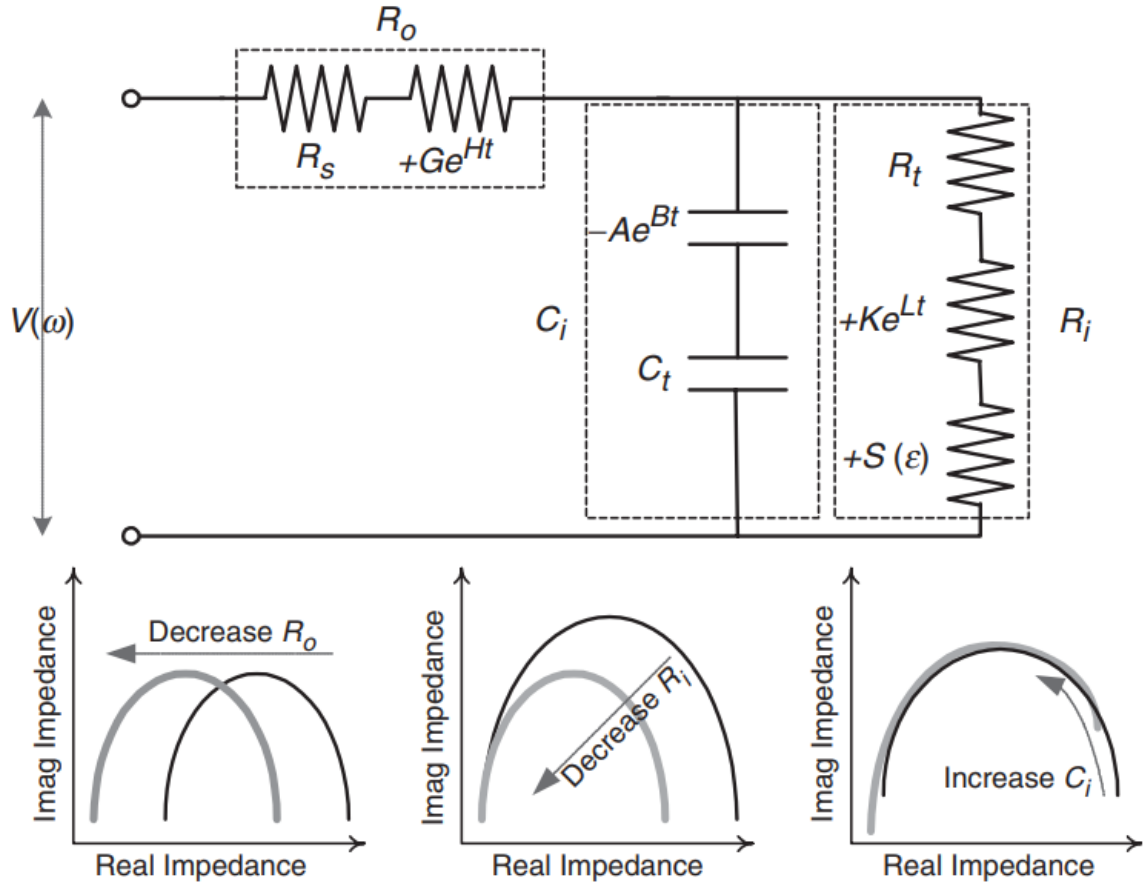 R_o
R_s
+Ge^{Ht}
−Ae^{Bt}
R_t
V(ω)
C_i
+Ke^{Lt}
R_i
C_t
+S (ε)
Imag Impedance
Decrease R_o
Real Impedance
Imag Impedance
Decrease R_i
Real Impedance
Imag Impedance
Increase C_i
Real Impedance